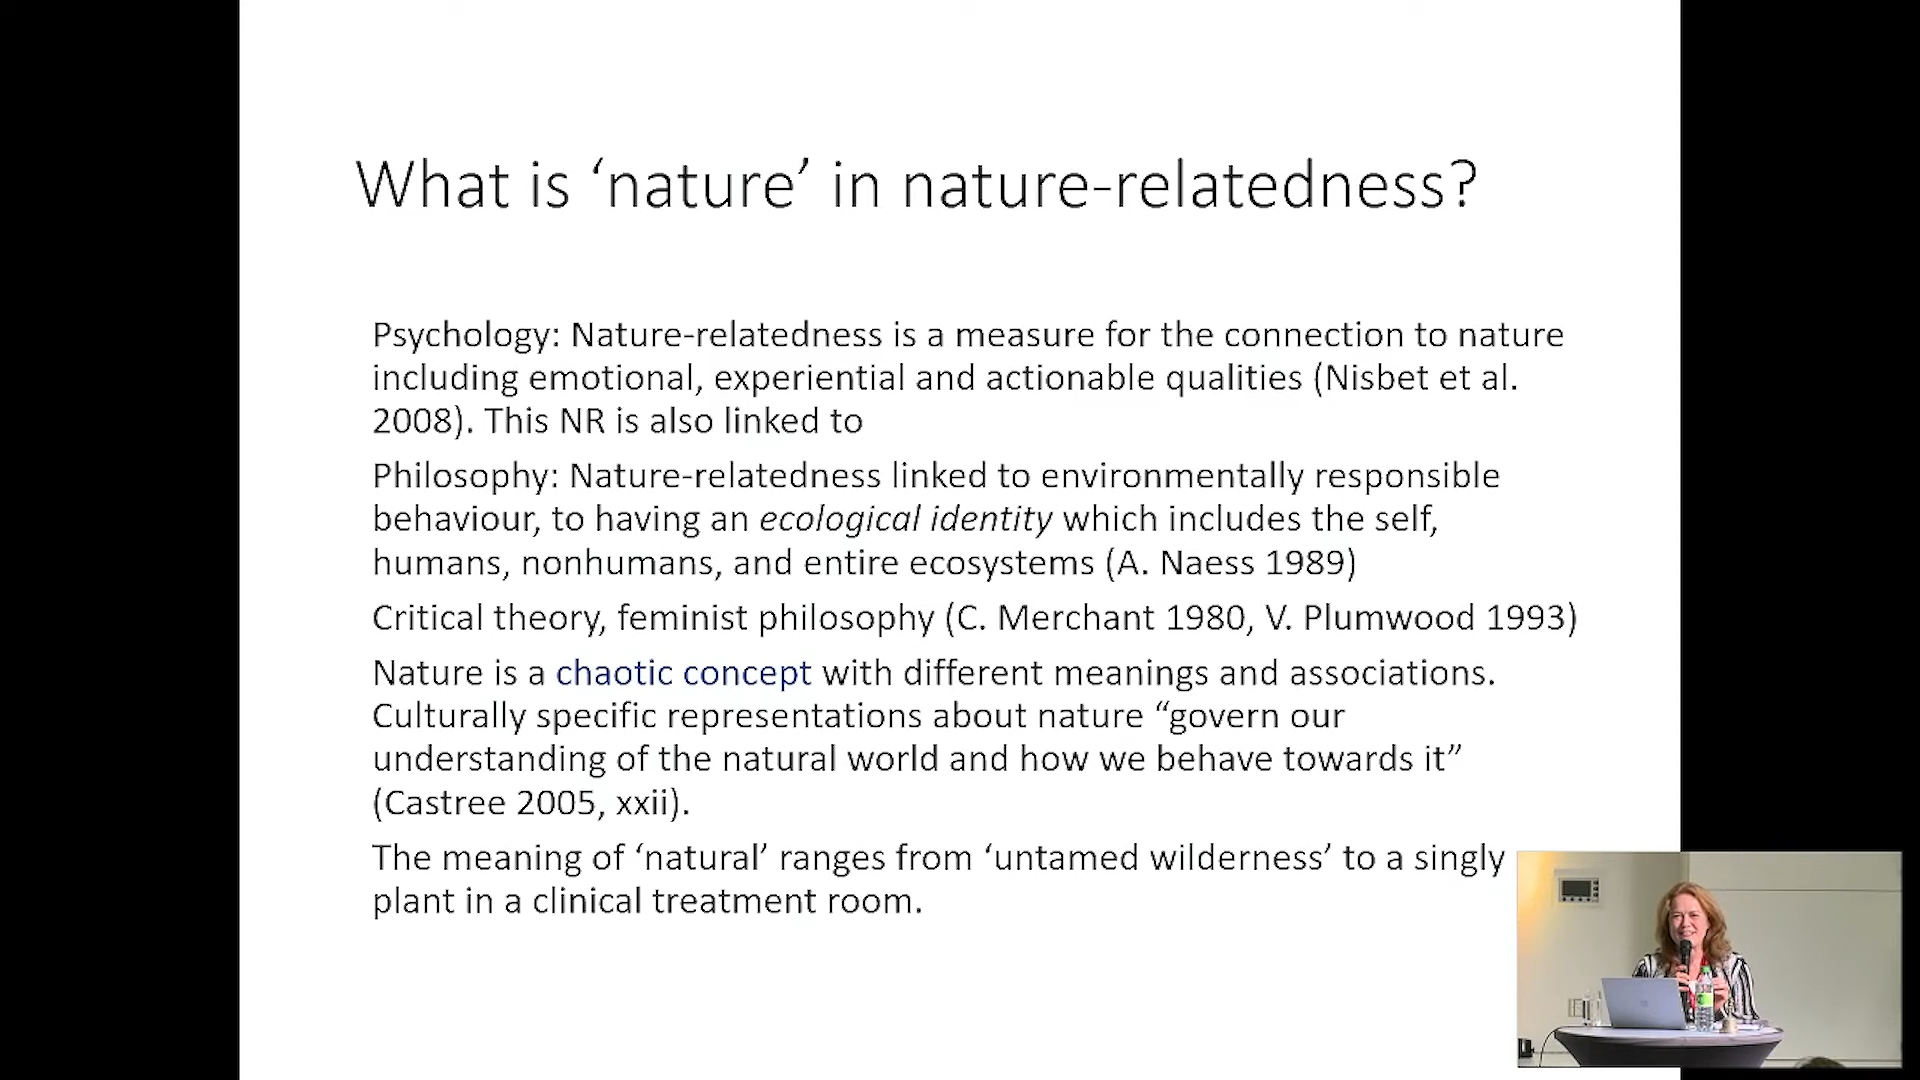 What is ‘nature’ in nature-relatedness?
Psychology: Nature-relatedness is a measure for the connection to nature
including emotional, experiential and actionable qualities (Nisbet et al.
2008). This NR is also linked to
Philosophy: Nature-relatedness linked to environmentally responsible
behaviour, to having an ecological identity which includes the self,
humans, nonhumans, and entire ecosystems (A. Naess 1989)
Critical theory, feminist philosophy (C. Merchant 1980, V. Plumwood 1993)
Nature is a chaotic concept with different meanings and associations.
Culturally specific representations about nature “govern our
understanding of the natural world and how we behave towards it”
(Castree 2005, xxii).
The meaning of ‘natural’ ranges from ‘untamed wilderness’ to a singly
plant in a clinical treatment room.